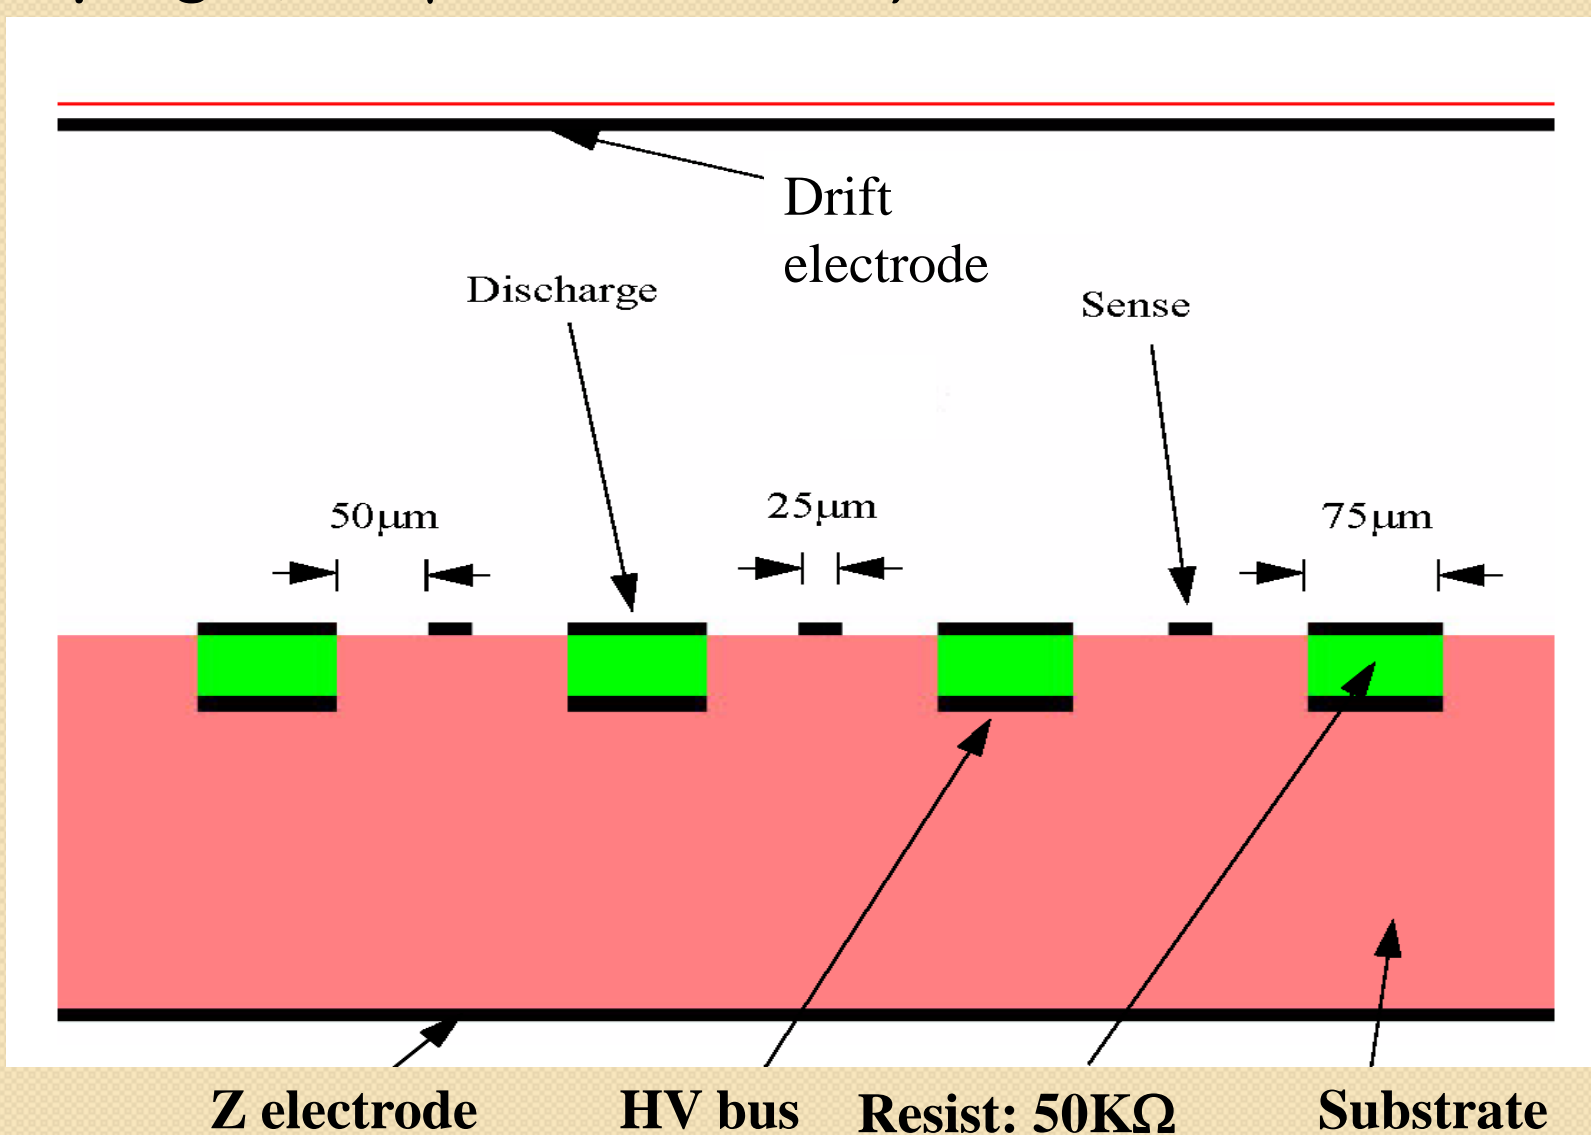 Drift
electrode
Discharge
Sense
50μm
25μm
75μm
Z electrode
HV bus
Resist: 50KΩ
Substrate